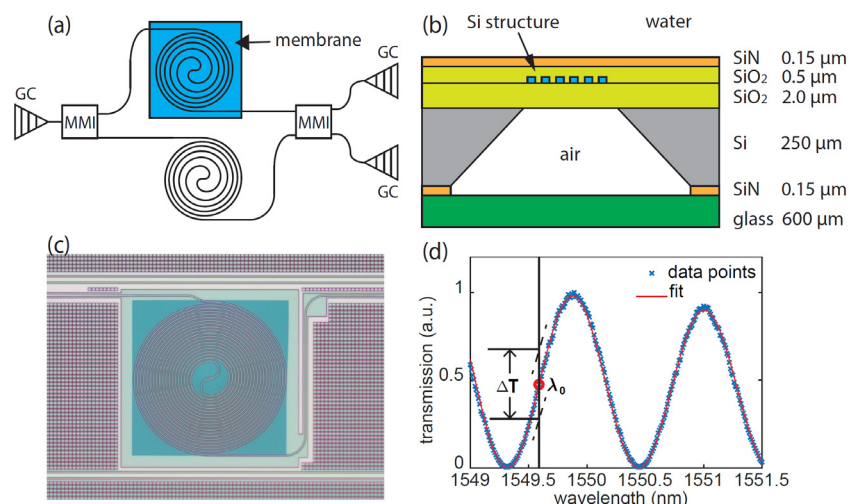 (a)
membrane
GC
MMI
MMI
GC
GC
(b)
Si structure
water
SiN 0.15 µm
SiO₂ 0.5 µm
SiO₂ 2.0 µm
Si 250 µm
air
SiN 0.15 µm
glass 600 µm
(c)
(d)
transmission (a.u.)
1
0.5
0
× data points
fit
ΔT
λ₀
1549 1549.5 1550 1550.5 1551 1551.5
wavelength (nm)